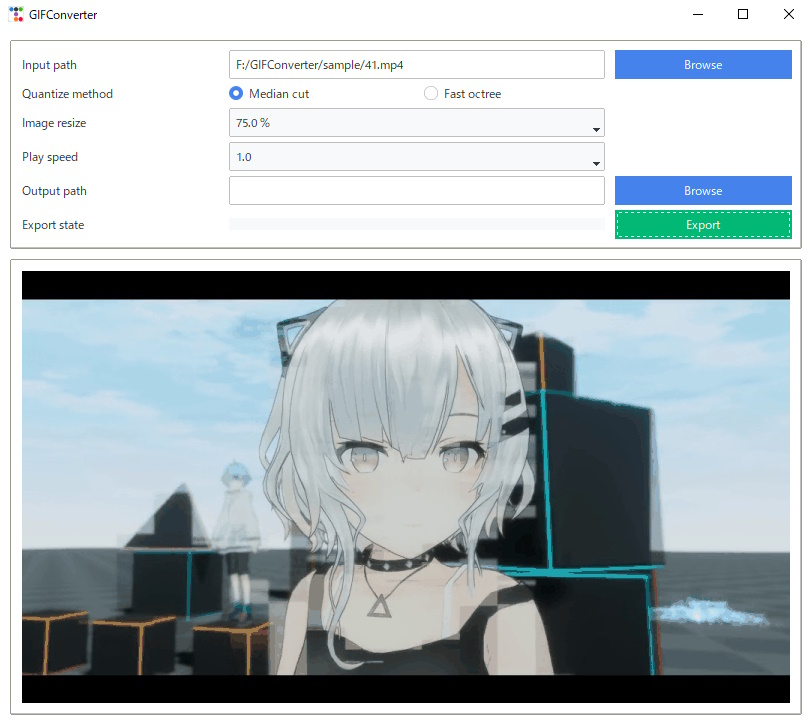 GIFConverter
Input path F:/GIFConverter/sample/41.mp4 Browse
Quantize method Median cut Fast octree
Image resize 75.0 %
Play speed 1.0
Output path Browse
Export state Export